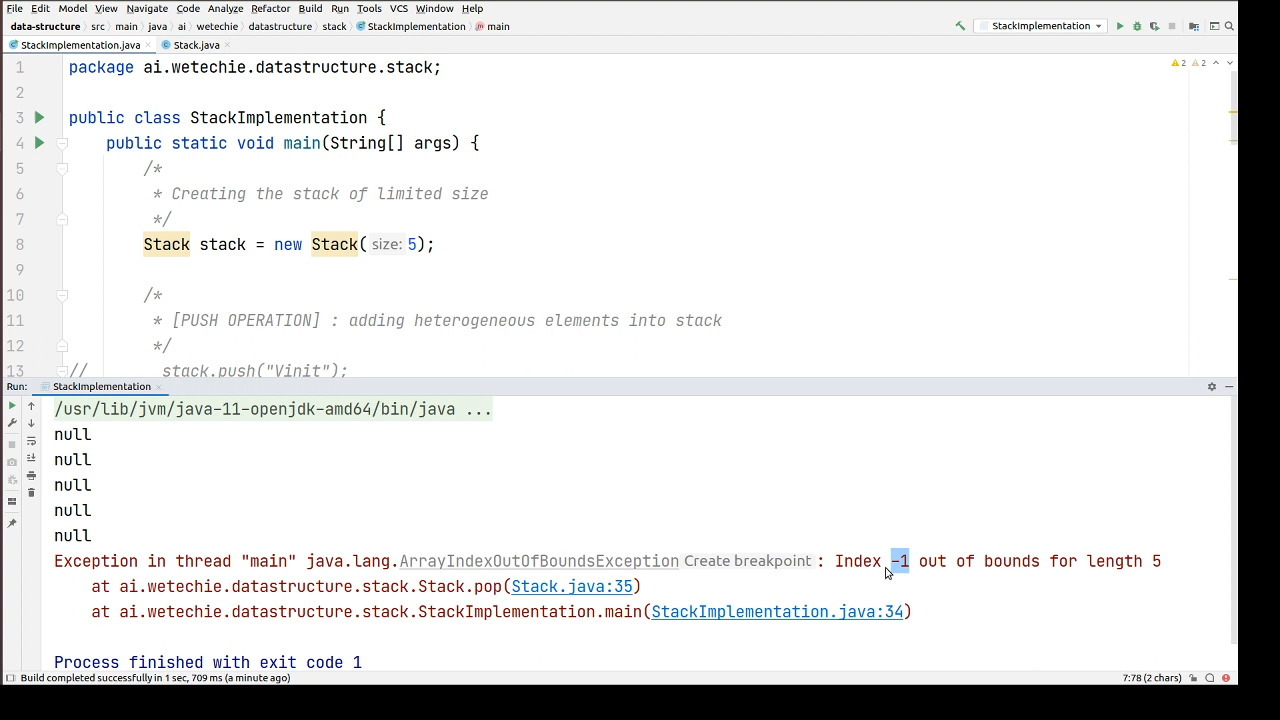 File Edit Model View Navigate Code Analyze Refactor Build Run Tools VCS Window Help
data-structure src main java ai wetechie datastructure stack StackImplementation main StackImplementation
StackImplementation.java Stack.java
1 package ai.wetechie.datastructure.stack; 2 2
2
3 public class StackImplementation {
4 public static void main(String[] args) {
5 /*
6 * Creating the stack of limited size
7 */
8 Stack stack = new Stack( size: 5);
9
10 /*
11 * [PUSH OPERATION] : adding heterogeneous elements into stack
12 */
13 // stack.push("Vinit");
Run: StackImplementation
/usr/lib/jvm/java-11-openjdk-amd64/bin/java ...
null
null
null
null
null
Exception in thread "main" java.lang.ArrayIndexOutOfBoundsException Create breakpoint : Index -1 out of bounds for length 5
at ai.wetechie.datastructure.stack.Stack.pop(Stack.java:35)
at ai.wetechie.datastructure.stack.StackImplementation.main(StackImplementation.java:34)
Process finished with exit code 1
Build completed successfully in 1 sec, 709 ms (a minute ago) 7:78 (2 chars)